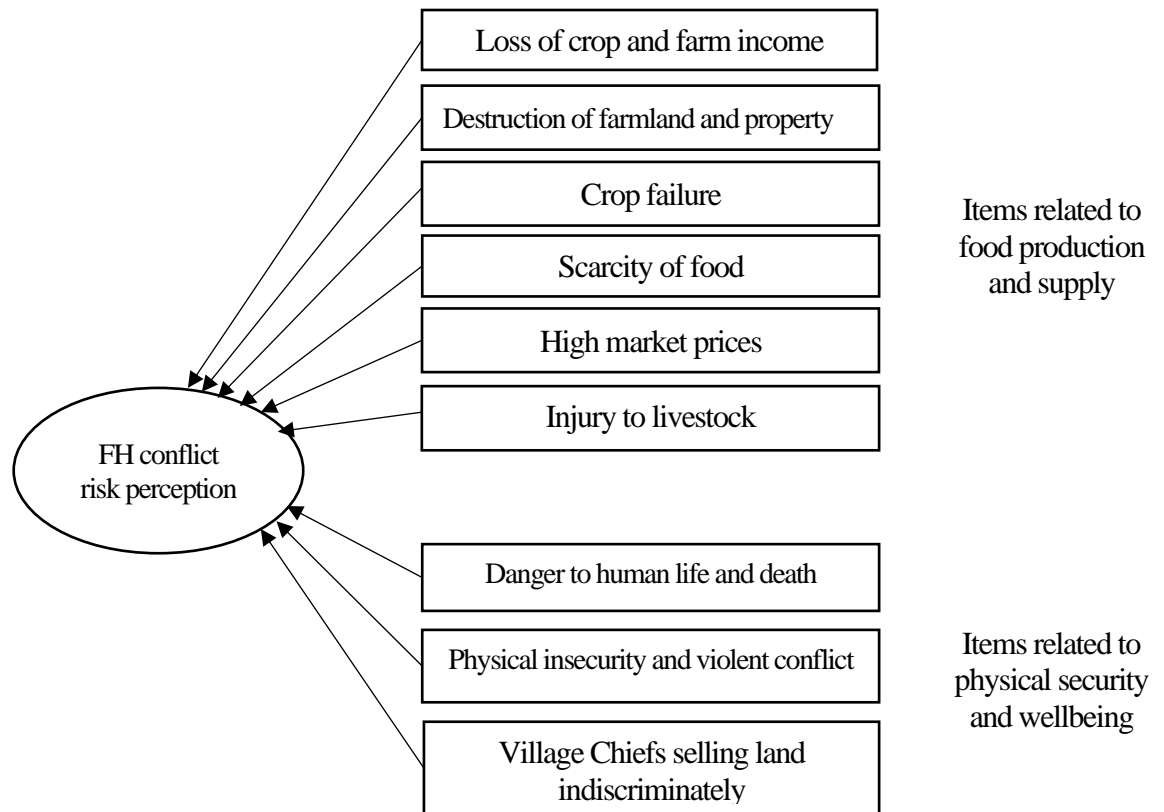 Loss of crop and farm income
Destruction of farmland and property
Crop failure
Scarcity of food
High market prices
Injury to livestock
Items related to
food production
and supply
FH conflict
risk perception
Danger to human life and death
Physical insecurity and violent conflict
Village Chiefs selling land
indiscriminately
Items related to
physical security
and wellbeing